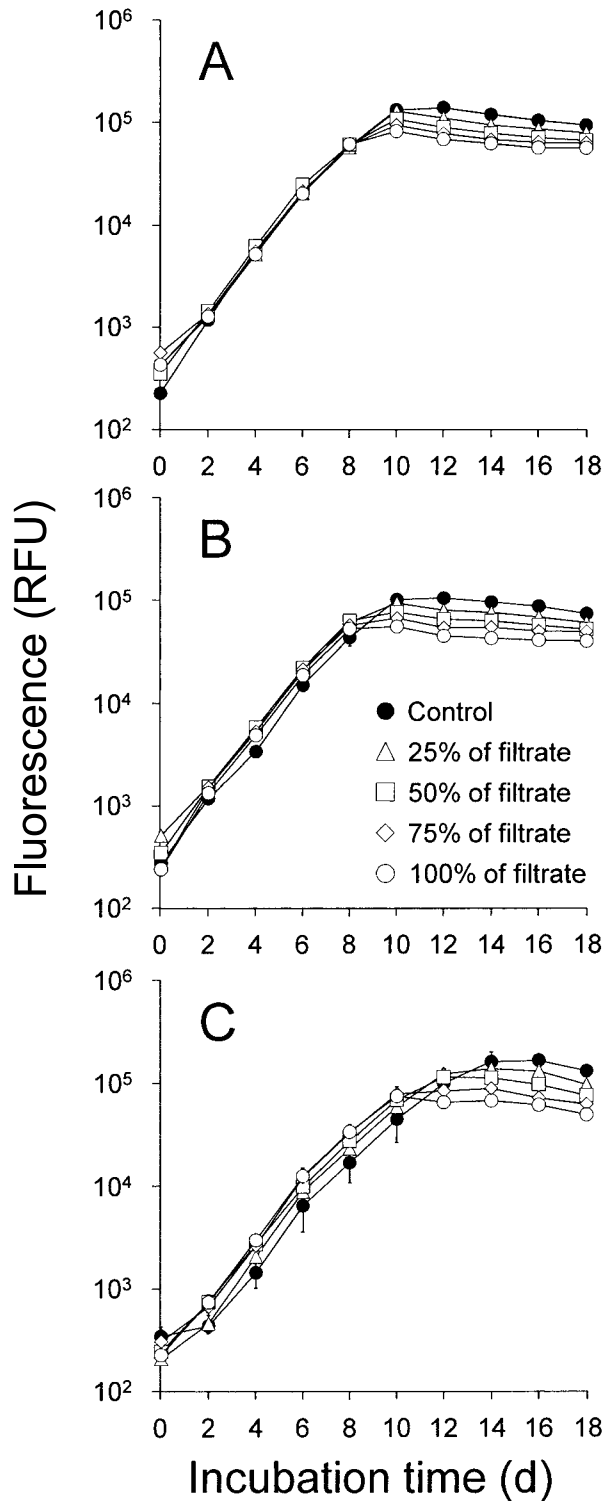 Fluorescence (RFU)
A
10⁶
10⁵
10⁴
10³
10²
0 2 4 6 8 10 12 14 16 18
B
10⁶
10⁵
10⁴
10³
10²
Control
25% of filtrate
50% of filtrate
75% of filtrate
100% of filtrate
0 2 4 6 8 10 12 14 16 18
C
10⁶
10⁵
10⁴
10³
10²
0 2 4 6 8 10 12 14 16 18
Incubation time (d)